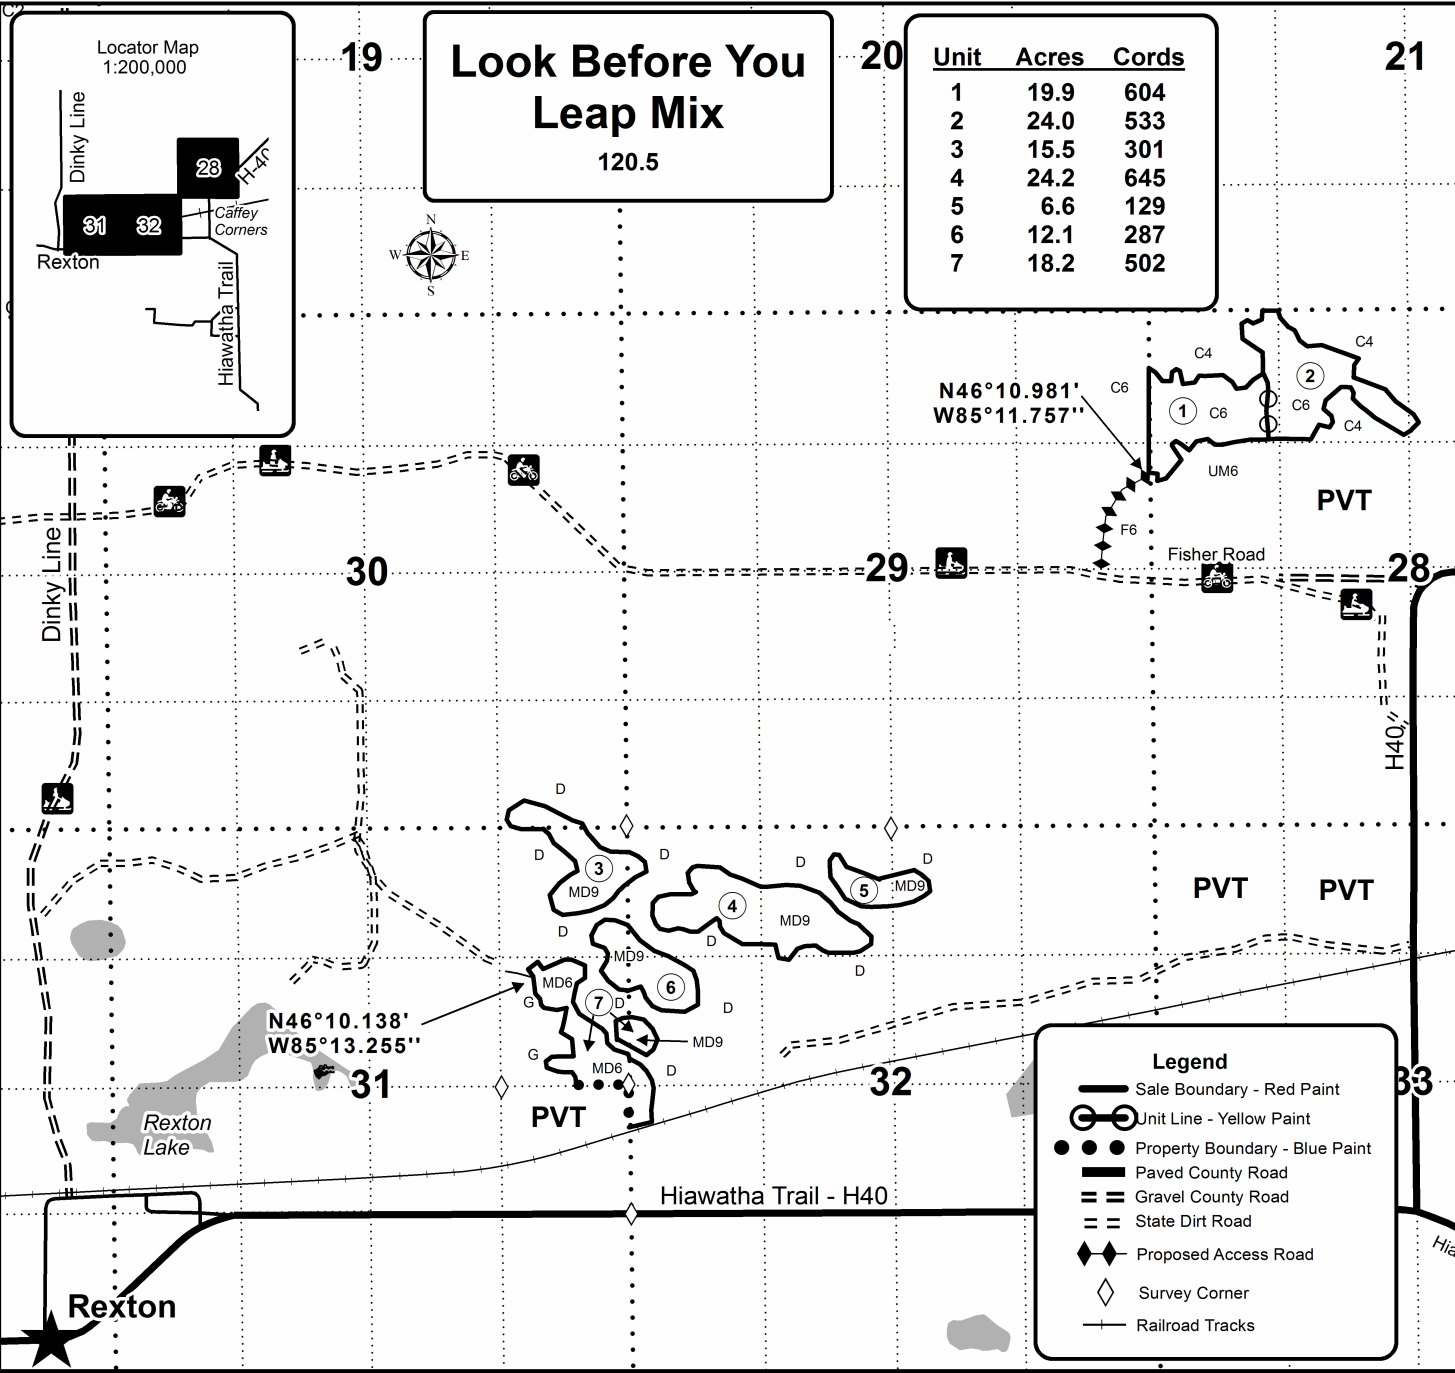 C2
Locator Map
1:200,000
Dinky Line
28
H-40
31
32
Caffey
Corners
Rexton
Hiawatha Trail
19
Look Before You
Leap Mix
120.5
20
Unit Acres Cords
1 19.9 604
2 24.0 533
3 15.5 301
4 24.2 645
5 6.6 129
6 12.1 287
7 18.2 502
21
N
W E
S
C4
C4
C6
2
N46°10.981'
W85°11.757''
1
C6
C6
C4
UM6
PVT
F6
Fisher Road
Dinky Line
30
29
28
H40
D
D
3
D
MD9
D
D
5
MD9
PVT
PVT
4
MD9
D
D
D
MD9
MD6
6
G
7
D
D
N46°10.138'
W85°13.255''
MD9
G
MD6
D
31
32
33
PVT
Rexton
Lake
Hiawatha Trail - H40
Rexton
Legend
Sale Boundary - Red Paint
Unit Line - Yellow Paint
Property Boundary - Blue Paint
Paved County Road
Gravel County Road
State Dirt Road
Proposed Access Road
Survey Corner
Railroad Tracks
Hia